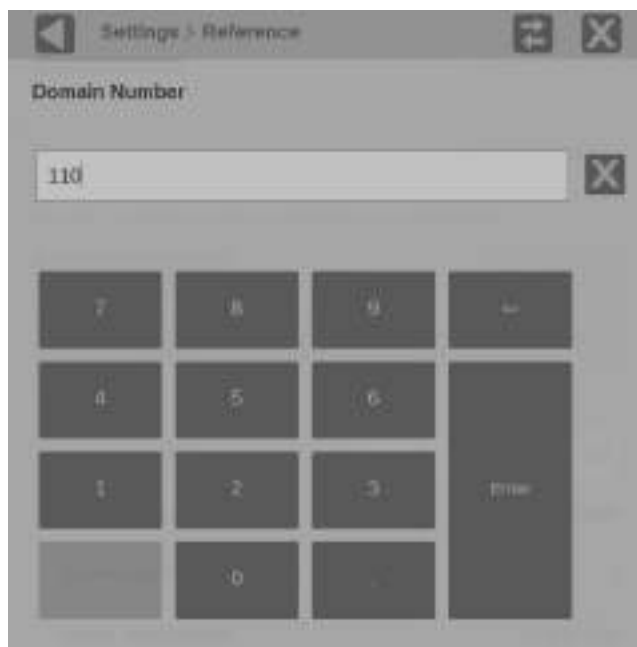 Settings > Reference
Domain Number
110
7 8 9
4 5 6
1 2 3 Enter
0 .